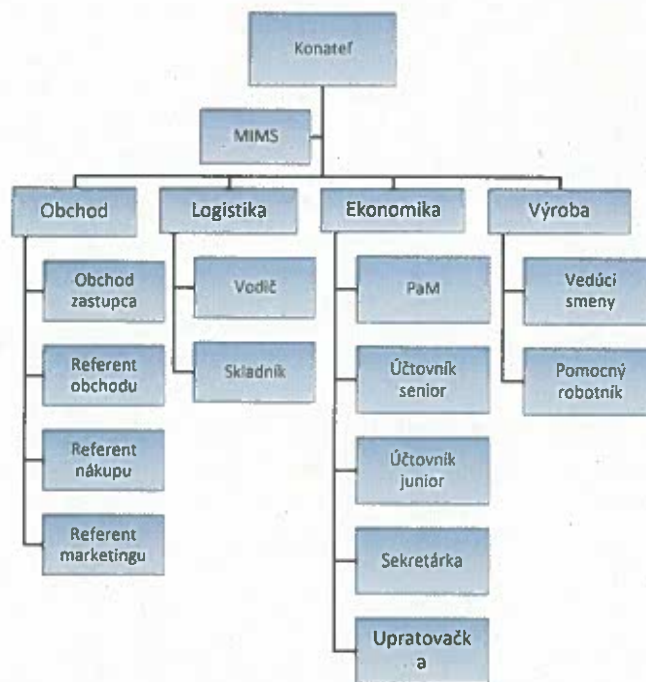 Konateľ
MIMS
Obchod
Logistika
Ekonomika
Výroba
Obchod
zastupca
Referent
obchodu
Referent
nákupu
Referent
marketingu
Vodič
Skladník
PaM
Účtovník
senior
Účtovník
junior
Sekretárka
Upratovačk
a
Vedúci
smeny
Pomocný
robotník